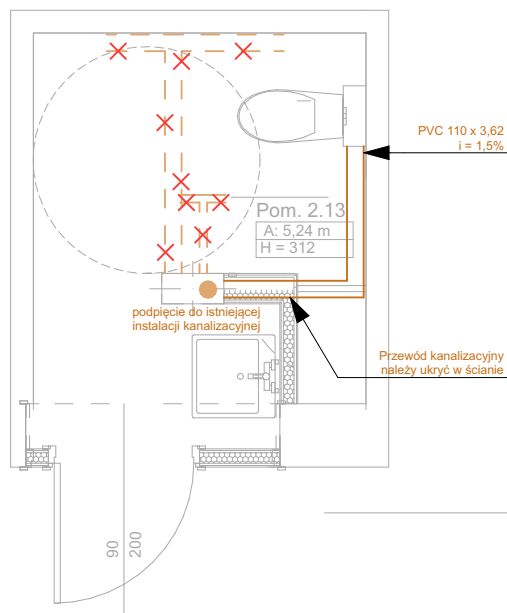 PVC 110 x 3,62
i = 1,5%
Pom. 2.13
A: 5,24 m
H = 312
podpięcie do istniejącej
instalacji kanalizacyjnej
Przewód kanalizacyjny
należy ukryć w ścianie
90
200